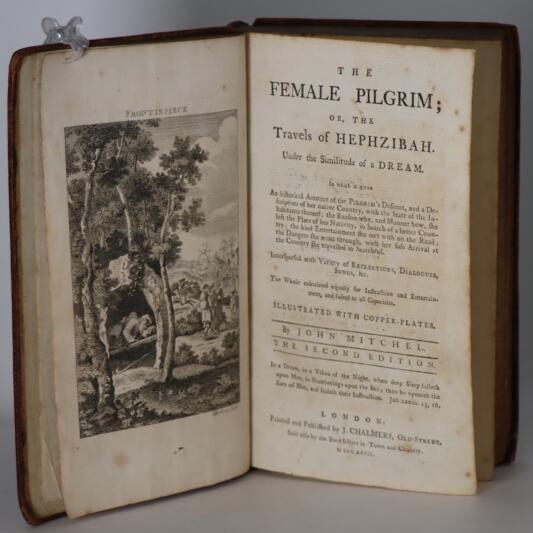 FRONTISPIECE
THE
FEMALE PILGRIM;
OR, THE
Travels of HEPHZIBAH.
Under the Similitude of a DREAM.
In which is given
An historical Account of the PILGRIM's Descent, and a De-
scription of her native Country, with the State of the In-
habitants thereof; the Reason why, and Manner how, she
left the Place of her Nativity, in Search of a better Coun-
try; the kind Entertainment she met with on the Road;
the Dangers she went through, with her safe Arrival at
the Country she travelled in Search of.
Interspersed with Variety of REFLECTIONS, DIALOGUES,
SONGS, &c.
The Whole calculated equally for Instruction and Entertain-
ment, and suited to all Capacities.
ILLUSTRATED WITH COPPER-PLATES.
By JOHN MITCHEL.
THE SECOND EDITION.
In a Dream, in a Vision of the Night, when deep Sleep falleth
upon Men, in Slumberings upon the Bed; then he openeth the
Ears of Men, and sealeth their Instruction. Job xxxiii. 15, 16.
LONDON:
Printed and Published by J. CHALMERS, OLD-STREET,
Sold also by the Booksellers in Town and Country.